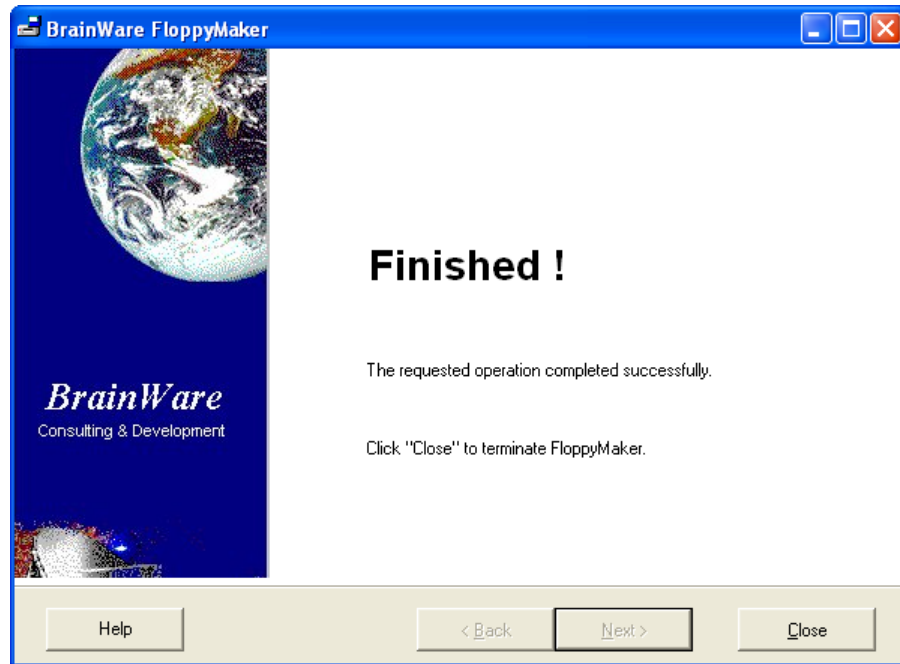 BrainWare FloppyMaker
Finished !
The requested operation completed successfully.
BrainWare
Consulting & Development
Click "Close" to terminate FloppyMaker.
Help
< Back
Next >
Close